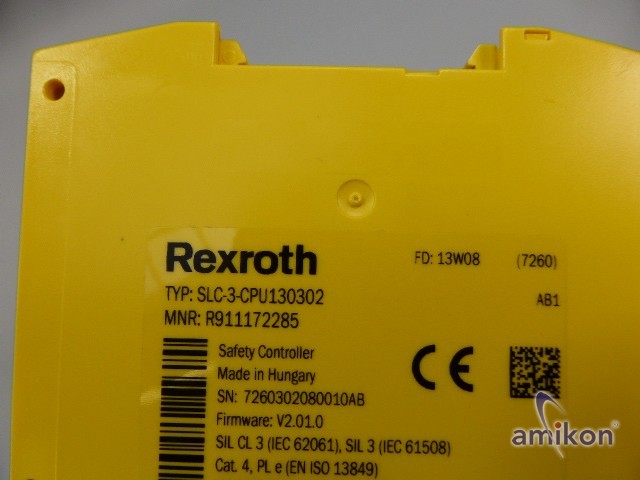 Rexroth
FD: 13W08 (7260)
TYP: SLC-3-CPU130302
AB1
MNR: R911172285
Safety Controller
Made in Hungary
SN: 7260302080010AB
Firmware: V2.01.0
SIL CL 3 (IEC 62061), SIL 3 (IEC 61508)
Cat. 4, PL e (EN ISO 13849)
CE
amikon